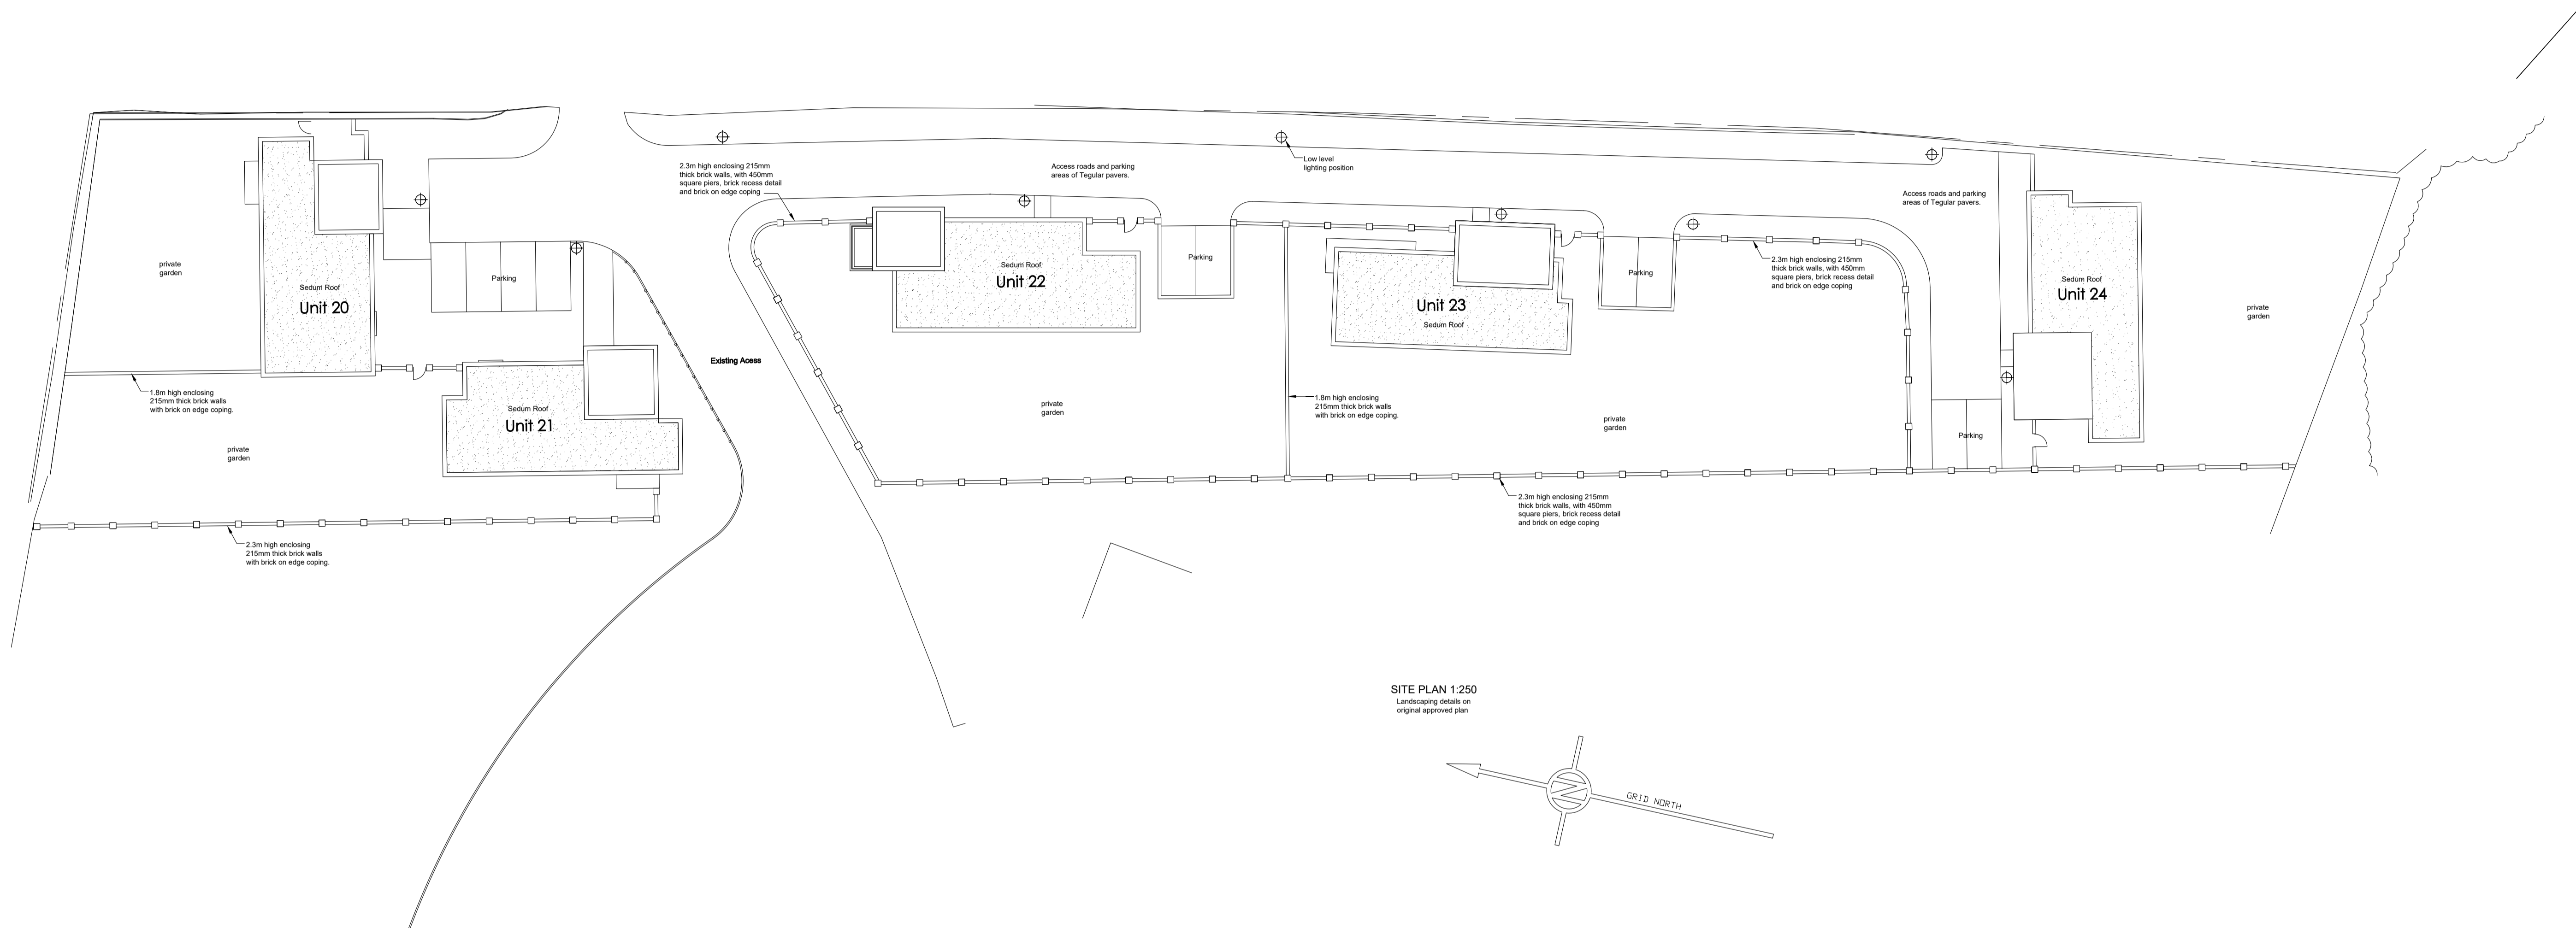 2.3m high enclosing 215mm
thick brick walls, with 450mm
square piers, brick recess detail
and brick on edge coping
Access roads and parking
areas of Tegular pavers.
Low level
lighting position
Access roads and parking
areas of Tegular pavers.
private
garden
Sedum Roof
Unit 20
Parking
1.8m high enclosing
215mm thick brick walls
with brick on edge coping.
private
garden
Sedum Roof
Unit 21
2.3m high enclosing
215mm thick brick walls
with brick on edge coping.
Existing Acess
Sedum Roof
Unit 22
Parking
private
garden
1.8m high enclosing
215mm thick brick walls
with brick on edge coping.
Unit 23
Sedum Roof
Parking
2.3m high enclosing 215mm
thick brick walls, with 450mm
square piers, brick recess detail
and brick on edge coping
private
garden
2.3m high enclosing 215mm
thick brick walls, with 450mm
square piers, brick recess detail
and brick on edge coping
Parking
Sedum Roof
Unit 24
private
garden
SITE PLAN 1:250
Landscaping details on
original approved plan
N
GRID NORTH